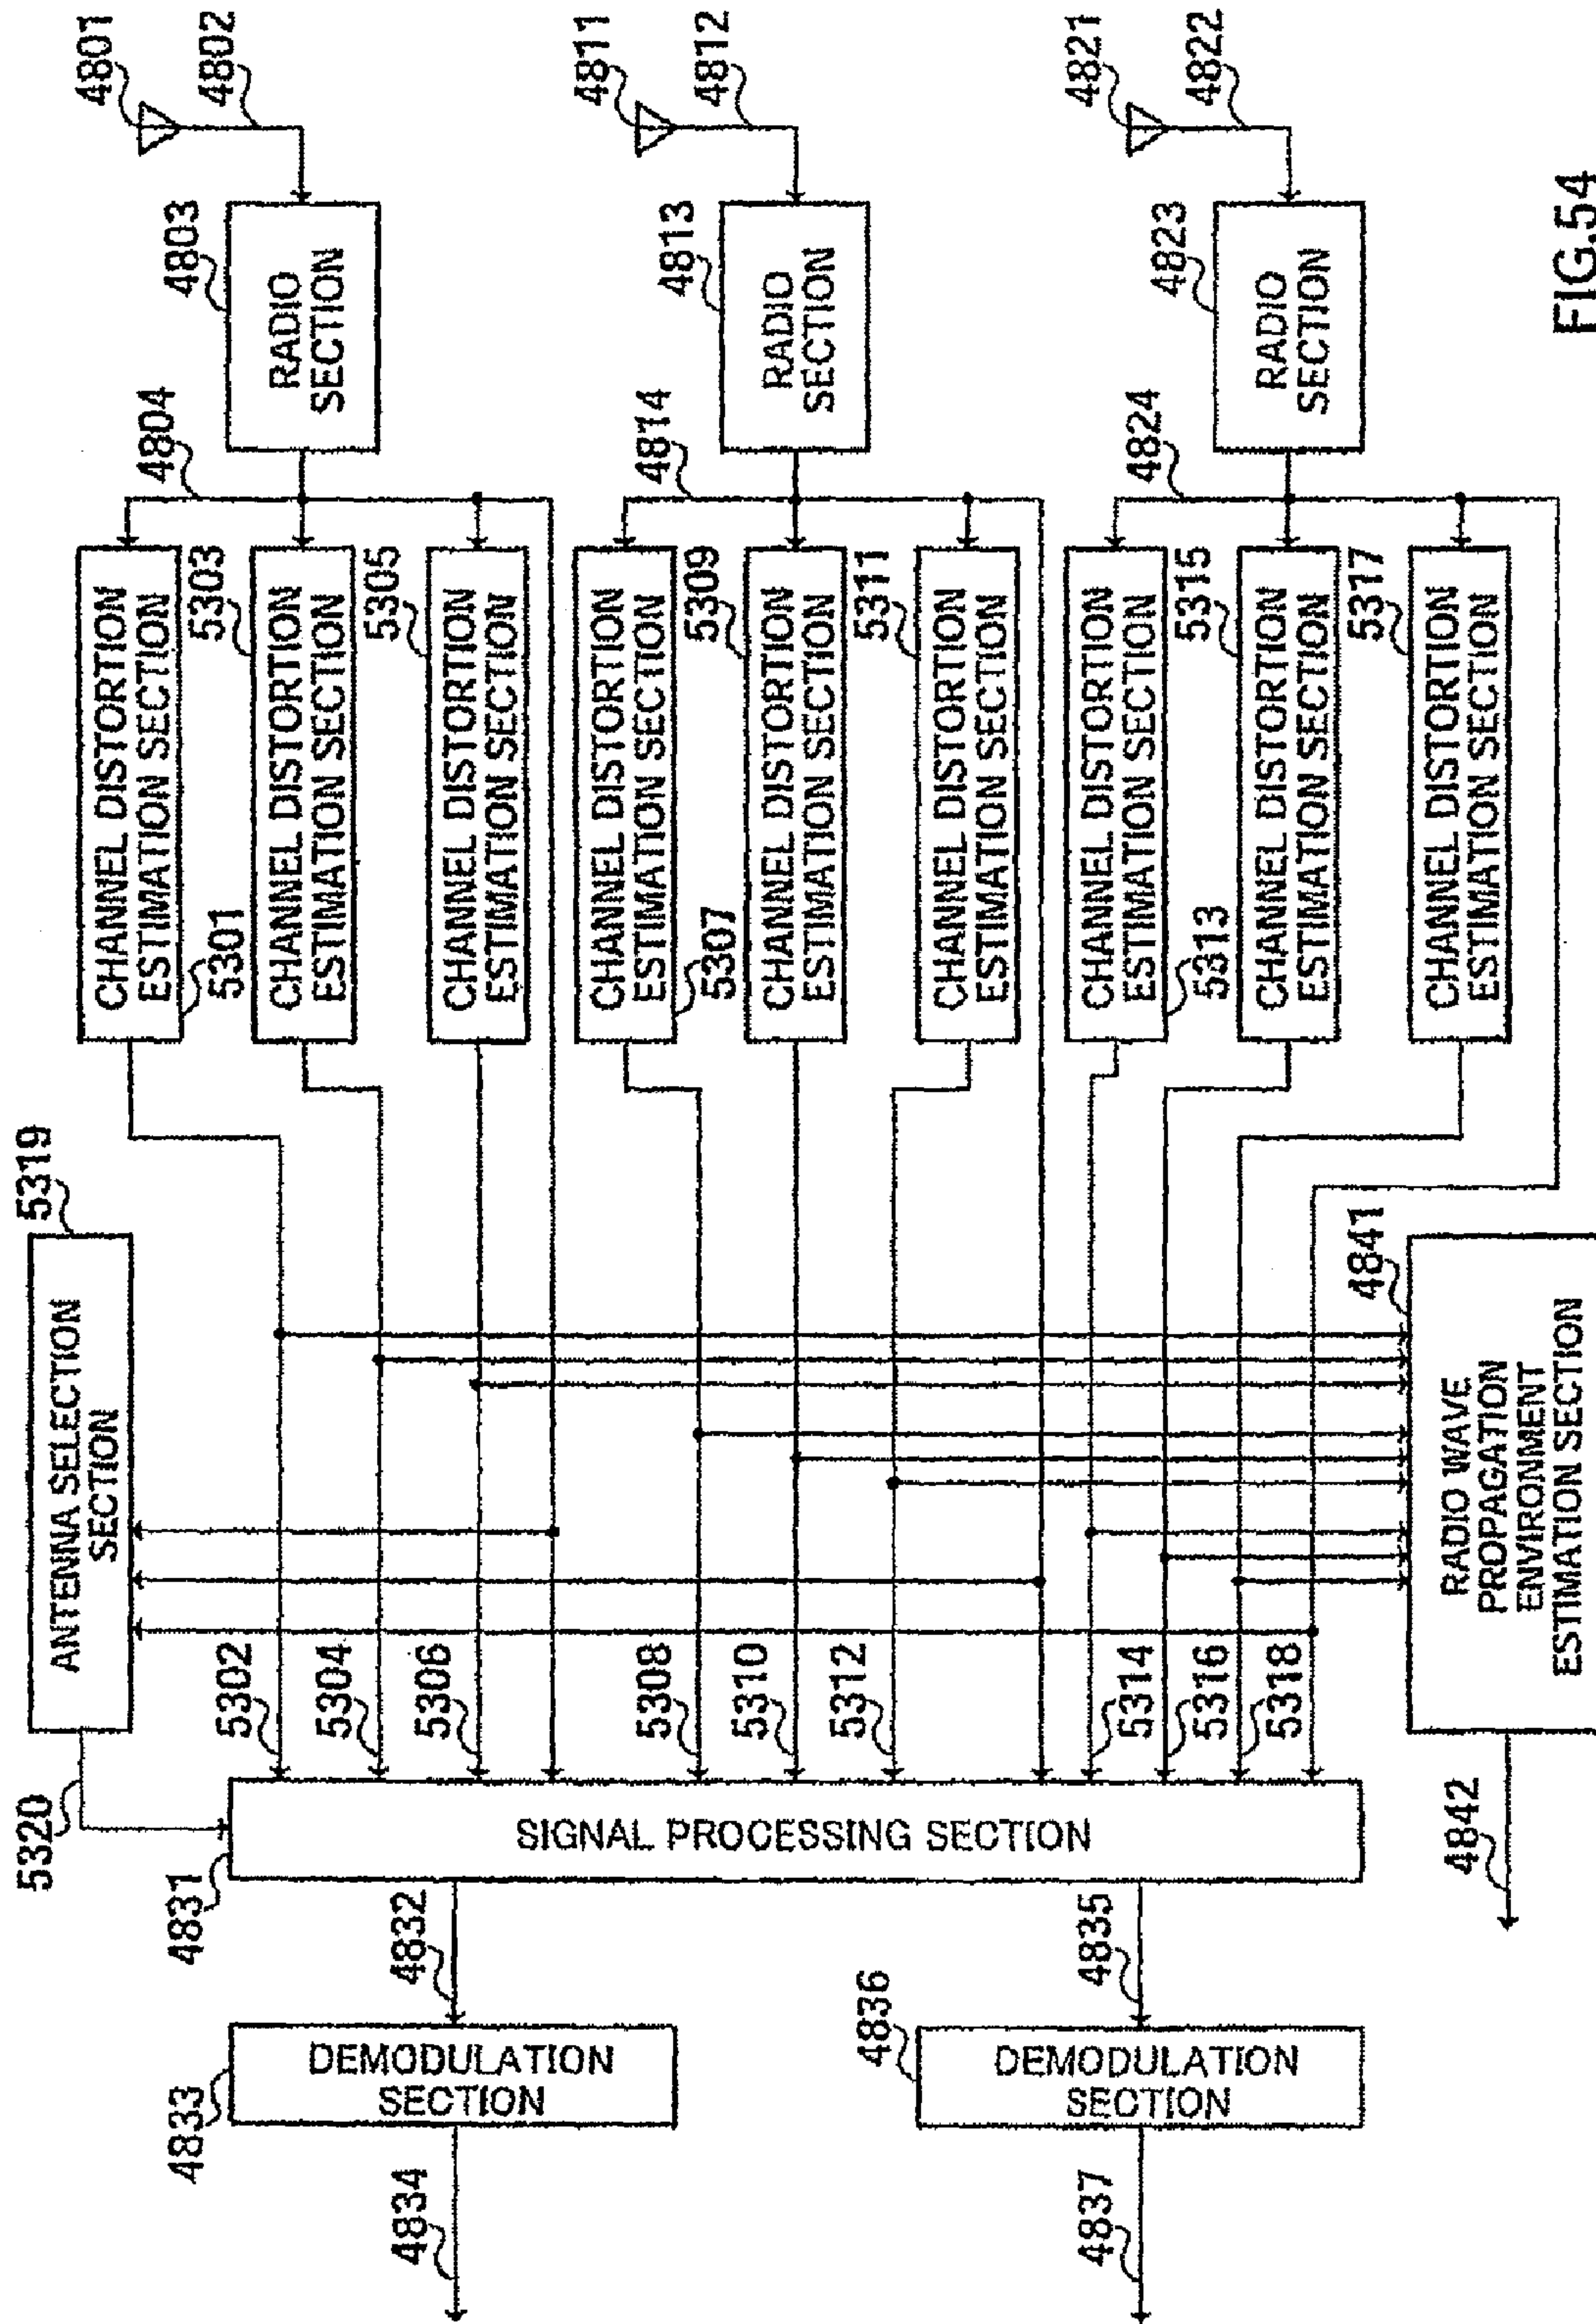 4801
4802
4811
4812
4821
4822
4803
RADIO
SECTION
4813
RADIO
SECTION
4823
RADIO
SECTION
FIG.54
4804
4814
4824
CHANNEL DISTORTION
ESTIMATION SECTION
5301
5303
CHANNEL DISTORTION
ESTIMATION SECTION
5305
CHANNEL DISTORTION
ESTIMATION SECTION
CHANNEL DISTORTION
ESTIMATION SECTION
5307
5309
CHANNEL DISTORTION
ESTIMATION SECTION
5311
CHANNEL DISTORTION
ESTIMATION SECTION
CHANNEL DISTORTION
ESTIMATION SECTION
5313
5315
CHANNEL DISTORTION
ESTIMATION SECTION
5317
CHANNEL DISTORTION
ESTIMATION SECTION
5319
ANTENNA SELECTION
SECTION
4841
RADIO WAVE
PROPAGATION
ENVIRONMENT
ESTIMATION SECTION
5302
5304
5306
5308
5310
5312
5314
5316
5318
5320
4831
SIGNAL PROCESSING SECTION
4842
4832
4835
4833
DEMODULATION
SECTION
4836
DEMODULATION
SECTION
4834
4837